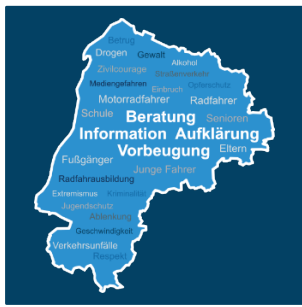 Betrug
Drogen Gewalt
Alkohol
Zivilcourage Straßenverkehr
Mediengefahren Einbruch Opferschutz
Motorradfahrer Radfahrer
Schule Beratung Senioren
Information Aufklärung
Vorbeugung Eltern
Fußgänger
Junge Fahrer
Radfahrausbildung
Extremismus Kriminalität
Jugendschutz
Ablenkung
Geschwindigkeit
Verkehrsunfälle
Respekt